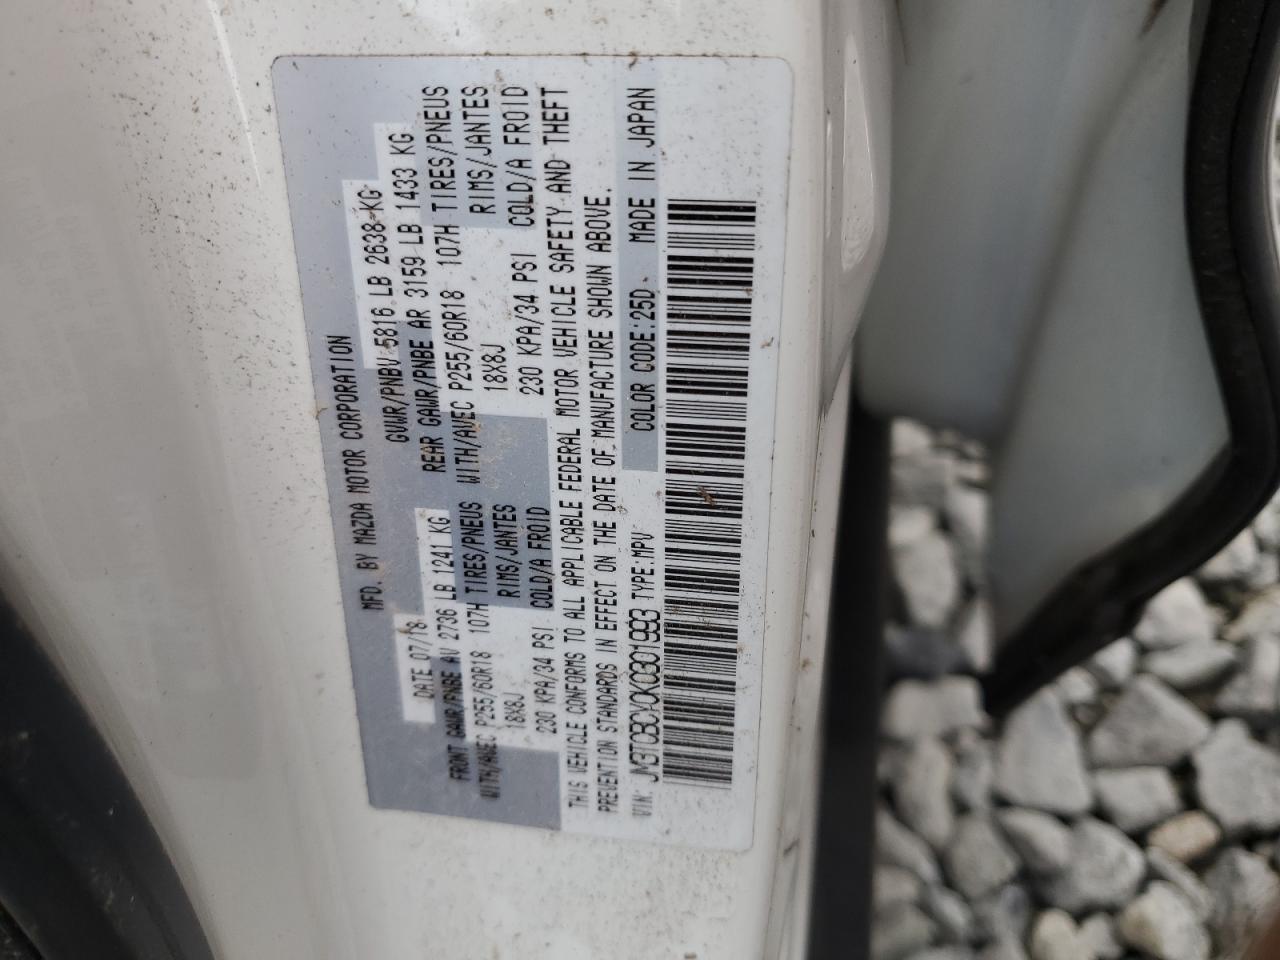 MFD. BY MAZDA MOTOR CORPORATION
DATE 07/18 GVWR/PNBV 5816 LB 2638 KG
FRONT GAWR/PNBE AV 2736 LB 1241 KG REAR GAWR/PNBE AR 3159 LB 1433 KG
WITH/AVEC P255/60R18 107H TIRES/PNEUS WITH/AVEC P255/60R18 107H TIRES/PNEUS
18X8J RIMS/JANTES 18X8J RIMS/JANTES
230 KPA/34 PSI COLD/A FROID 230 KPA/34 PSI COLD/A FROID
THIS VEHICLE CONFORMS TO ALL APPLICABLE FEDERAL MOTOR VEHICLE SAFETY AND THEFT
PREVENTION STANDARDS IN EFFECT ON THE DATE OF MANUFACTURE SHOWN ABOVE.
VIN: JM3TCBCY0K0301993 TYPE:MPV COLOR CODE:25D MADE IN JAPAN